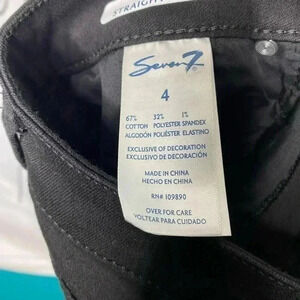 STRAIGHT
Seven7
4
67% 32% 1%
COTTON POLYESTER SPANDEX
ALGODÓN POLIÉSTER ELASTINO
EXCLUSIVE OF DECORATION
EXCLUSIVO DE DECORACIÓN
MADE IN CHINA
HECHO EN CHINA
RN# 109890
OVER FOR CARE
VOLTEAR PARA CUIDADO